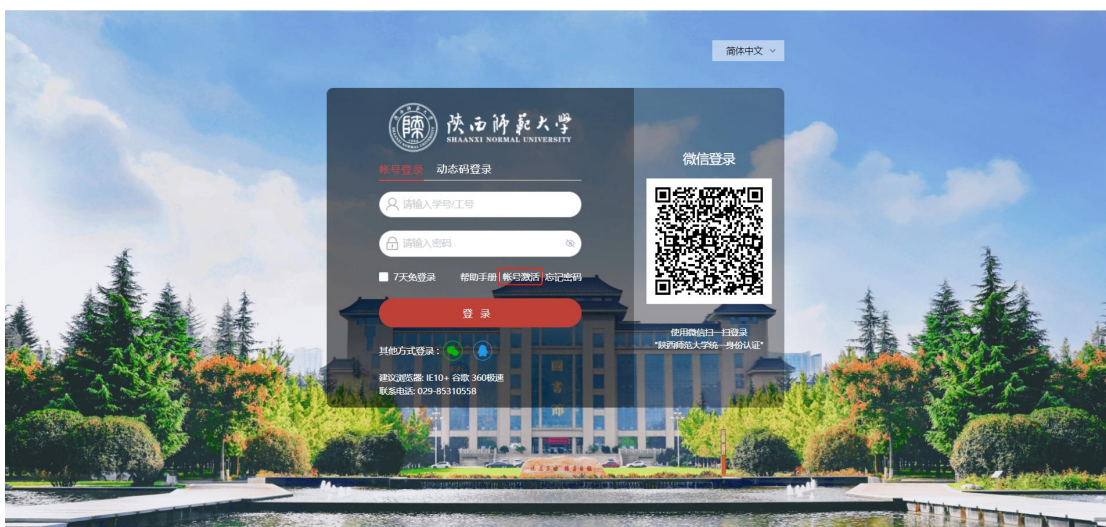 简体中文
陕西师范大学
SHAANXI NORMAL UNIVERSITY
帐号登录 动态码登录
请输入学号/工号
请输入密码
7天免登录 帮助手册 | 帐号激活 | 忘记密码
登 录
其他方式登录：
建议浏览器: IE10+ 谷歌 360极速
联系电话: 029-85310558
微信登录
使用微信扫一扫登录
"陕西师范大学统一身份认证"
图
书